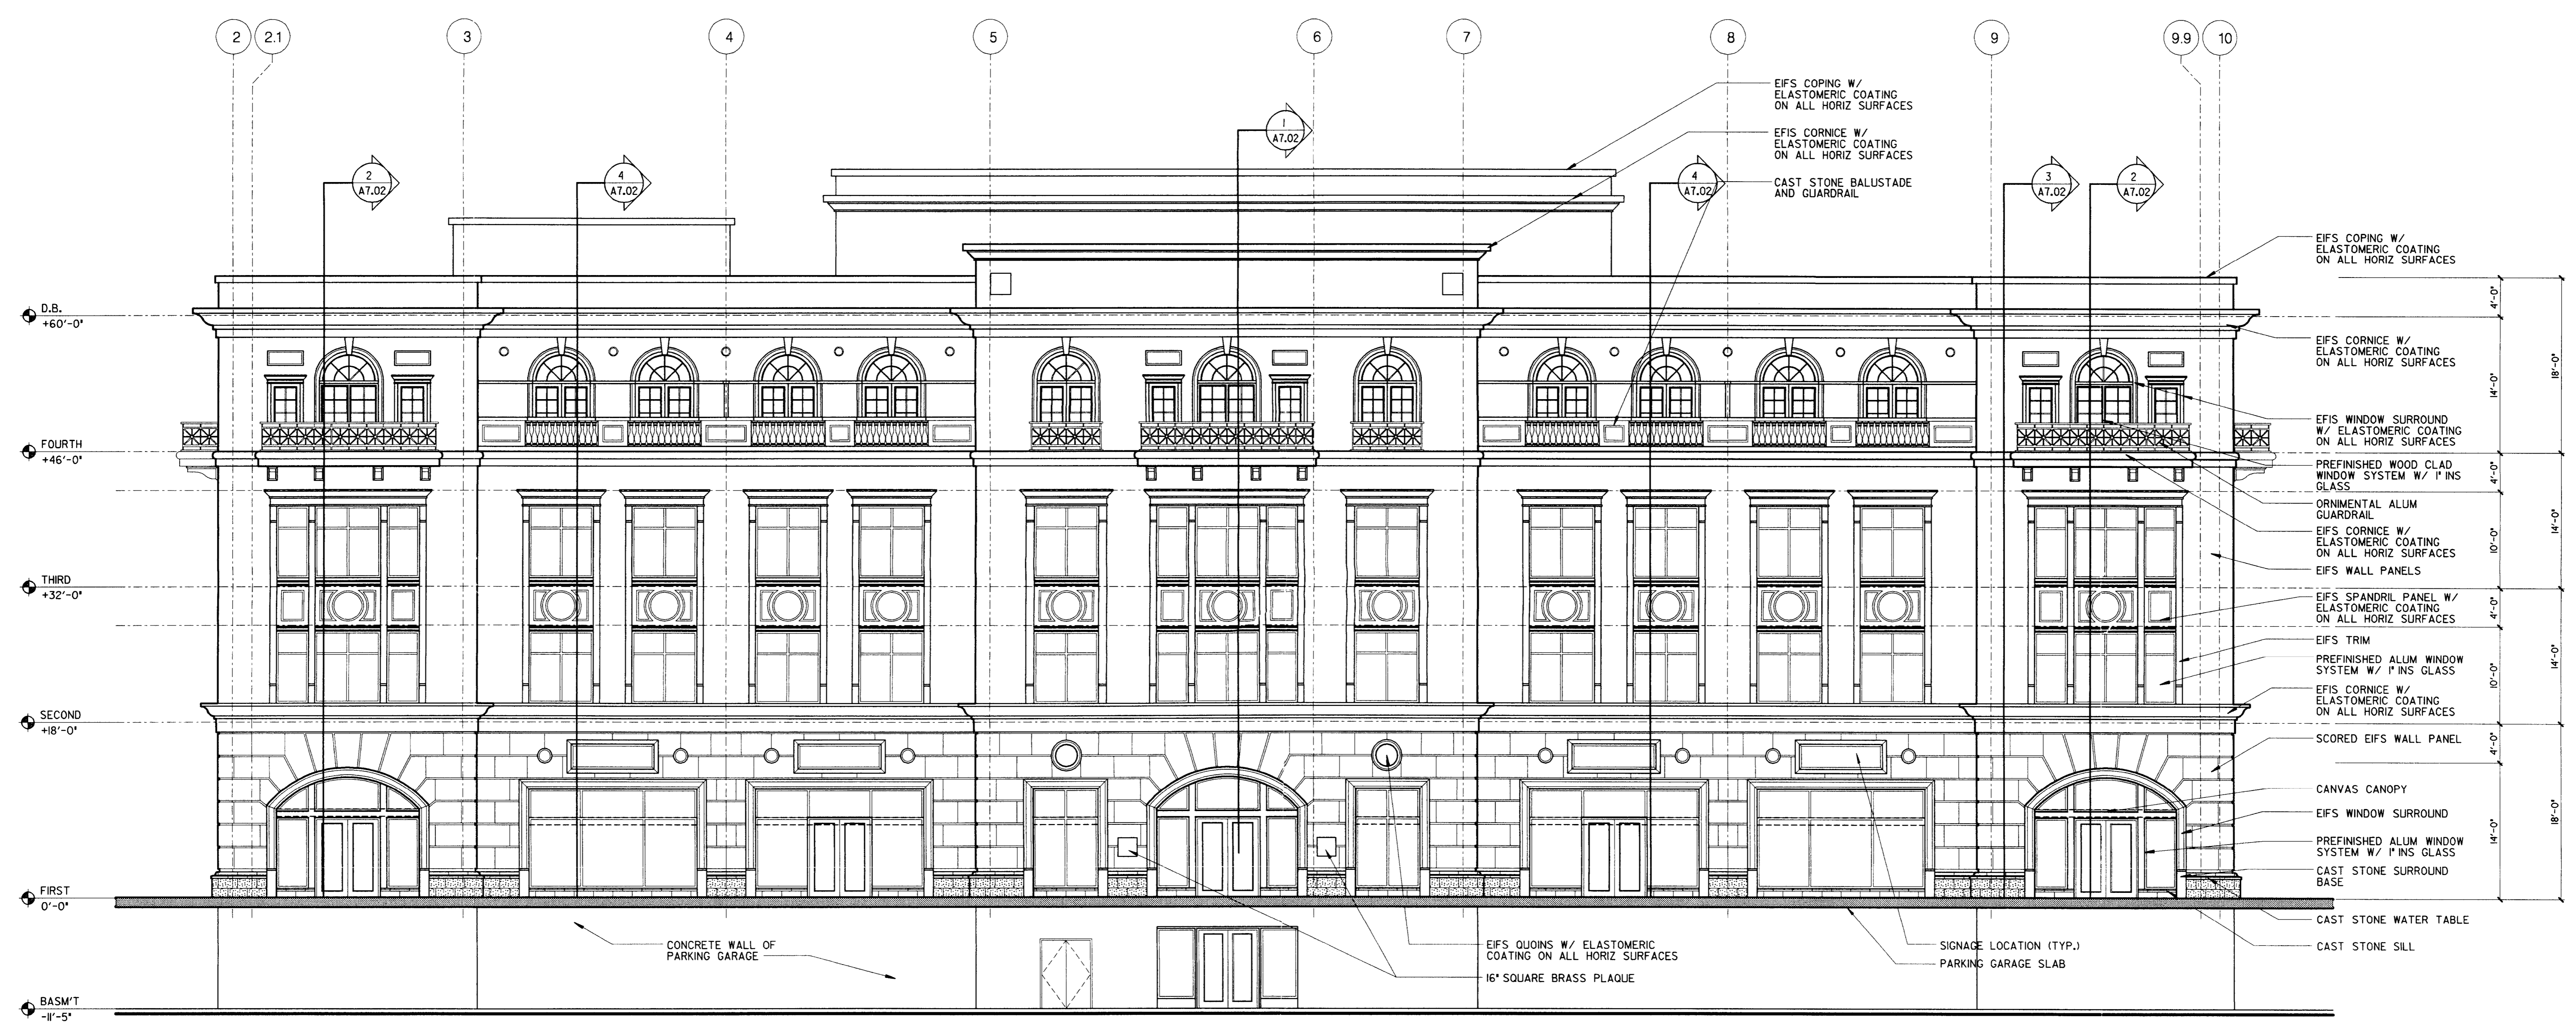 2
2.1
3
4
5
6
7
8
9
9.9
10
EIFS COPING W/
ELASTOMERIC COATING
ON ALL HORIZ SURFACES
EFIS CORNICE W/
ELASTOMERIC COATING
ON ALL HORIZ SURFACES
CAST STONE BALUSTADE
AND GUARDRAIL
1
A7.02
2
A7.02
4
A7.02
4
A7.02
3
A7.02
2
A7.02
D.B.
+60'-0"
FOURTH
+46'-0"
THIRD
+32'-0"
SECOND
+18'-0"
FIRST
0'-0"
BASM'T
-11'-5"
EIFS COPING W/
ELASTOMERIC COATING
ON ALL HORIZ SURFACES
EIFS CORNICE W/
ELASTOMERIC COATING
ON ALL HORIZ SURFACES
EFIS WINDOW SURROUND
W/ ELASTOMERIC COATING
ON ALL HORIZ SURFACES
PREFINISHED WOOD CLAD
WINDOW SYSTEM W/ 1" INS
GLASS
ORNIMENTAL ALUM
GUARDRAIL
EIFS CORNICE W/
ELASTOMERIC COATING
ON ALL HORIZ SURFACES
EIFS WALL PANELS
EIFS SPANDRIL PANEL W/
ELASTOMERIC COATING
ON ALL HORIZ SURFACES
EIFS TRIM
PREFINISHED ALUM WINDOW
SYSTEM W/ 1" INS GLASS
EFIS CORNICE W/
ELASTOMERIC COATING
ON ALL HORIZ SURFACES
SCORED EIFS WALL PANEL
CANVAS CANOPY
EIFS WINDOW SURROUND
PREFINISHED ALUM WINDOW
SYSTEM W/ 1" INS GLASS
CAST STONE SURROUND
BASE
CAST STONE WATER TABLE
CAST STONE SILL
4'-0"
14'-0"
4'-0"
10'-0"
4'-0"
10'-0"
4'-0"
14'-0"
18'-0"
14'-0"
14'-0"
18'-0"
CONCRETE WALL OF
PARKING GARAGE
EIFS QUOINS W/ ELASTOMERIC
COATING ON ALL HORIZ SURFACES
16" SQUARE BRASS PLAQUE
SIGNAGE LOCATION (TYP.)
PARKING GARAGE SLAB